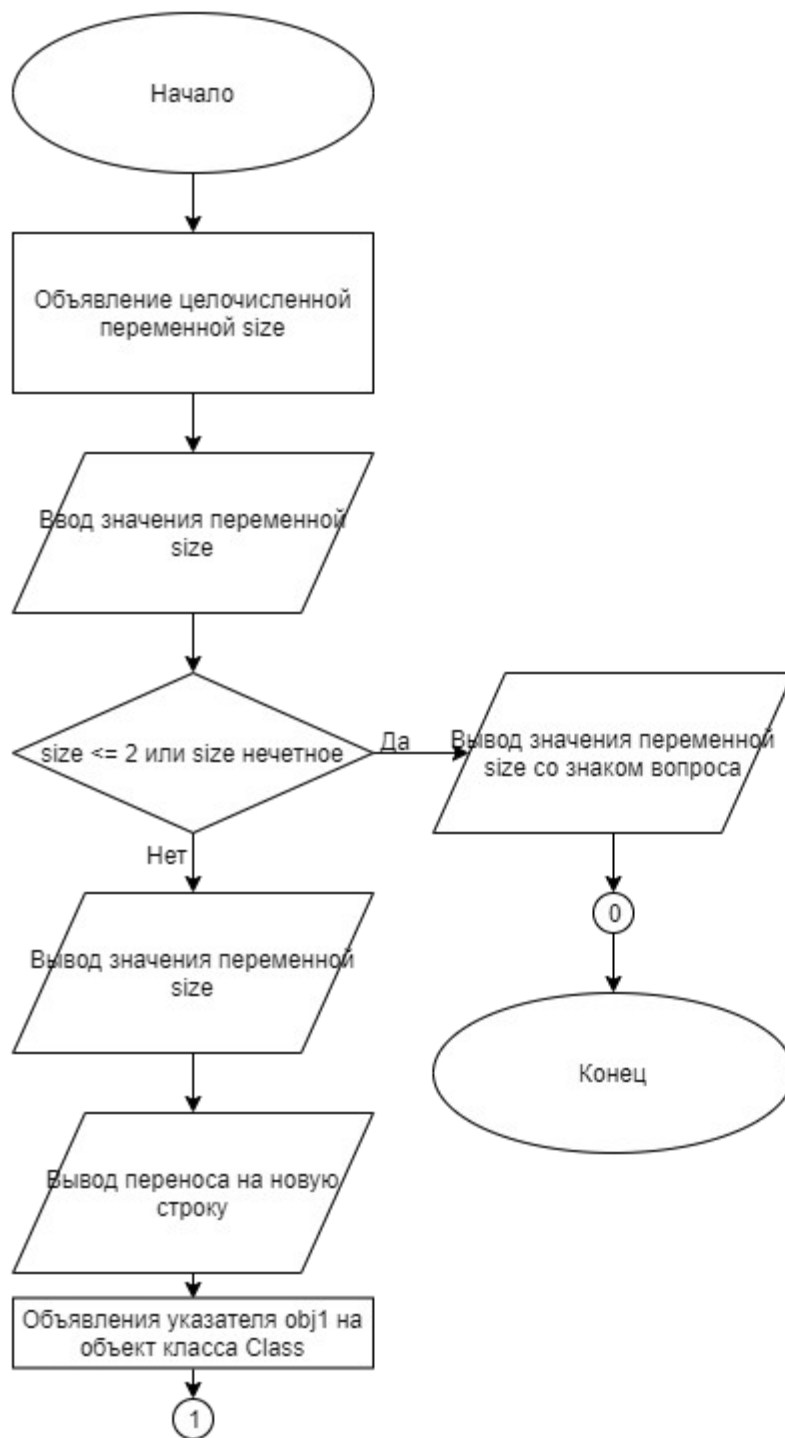 Начало
Объявление целочисленной
переменной size
Ввод значения переменной
size
size <= 2 или size нечетное
Да
Вывод значения переменной
size со знаком вопроса
Нет
0
Вывод значения переменной
size
Конец
Вывод переноса на новую
строку
Объявления указателя obj1 на
объект класса Class
1